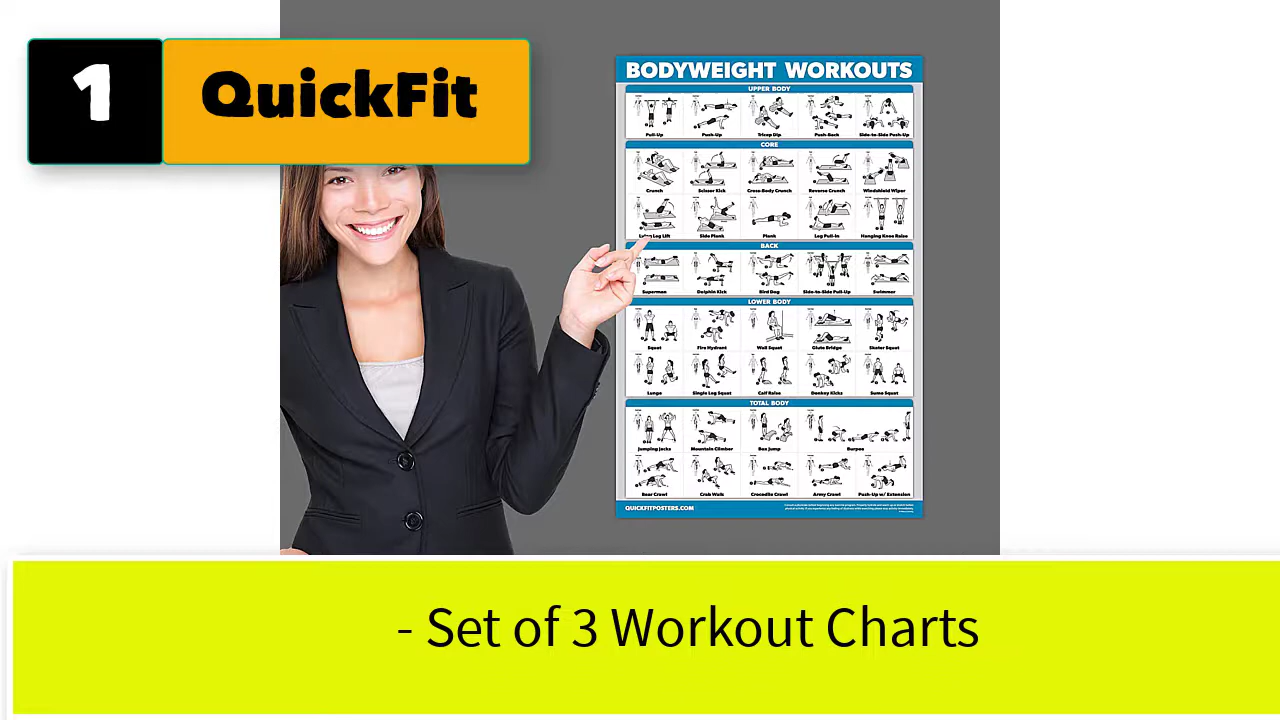 1 QuickFit
BODYWEIGHT WORKOUTS
UPPER BODY
Pull-Up Push-Up Tricep Dip Push-Back Side-to-Side Push-Up
CORE
Crunch Scissor Kick Cross-Body Crunch Reverse Crunch Windshield Wiper
Leg Lift Side Plank Plank Leg Pull-In Hanging Knee Raise
BACK
Superman Dolphin Kick Bird Dog Side-to-Side Pull-Up Swimmer
LOWER BODY
Squat Fire Hydrant Wall Squat Glute Bridge Skater Squat
Lunge Single Leg Squat Calf Raise Donkey Kicks Sumo Squat
TOTAL BODY
Jumping Jacks Mountain Climber Box Jump Burpee
Bear Crawl Crab Walk Crocodile Crawl Army Crawl Push-Up w/ Extension
QUICKFITPOSTERS.COM
- Set of 3 Workout Charts